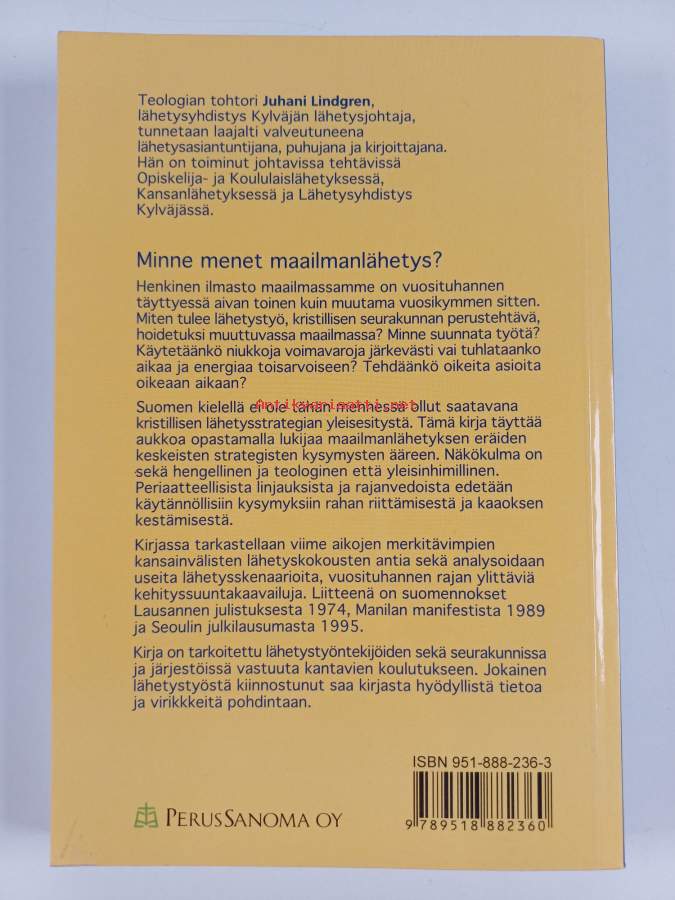 Teologian tohtori Juhani Lindgren,
lähetysyhdistys Kylväjän lähetysjohtaja,
tunnetaan laajalti valveutuneena
lähetysasiantuntijana, puhujana ja kirjoittajana.
Hän on toiminut johtavissa tehtävissä
Opiskelija- ja Koululaislähetyksessä,
Kansanlähetyksessä ja Lähetysyhdistys
Kylväjässä.
Minne menet maailmanlähetys?
Henkinen ilmasto maailmassamme on vuosituhannen
täyttyessä aivan toinen kuin muutama vuosikymmen sitten.
Miten tulee lähetystyö, kristillisen seurakunnan perustehtävä,
hoidetuksi muuttuvassa maailmassa? Minne suunnata työtä?
Käytetäänkö niukkoja voimavaroja järkevästi vai tuhlataanko
aikaa ja energiaa toisarvoiseen? Tehdäänkö oikeita asioita
oikeaan aikaan?
Antikvariaatti.net
Suomen kielellä ei ole tähän mennessä ollut saatavana
kristillisen lähetysstrategian yleisesitystä. Tämä kirja täyttää
aukkoa opastamalla lukijaa maailmanlähetyksen eräiden
keskeisten strategisten kysymysten ääreen. Näkökulma on
sekä hengellinen ja teologinen että yleisinhimillinen.
Periaatteellisista linjauksista ja rajanvedoista edetään
käytännöllisiin kysymyksiin rahan riittämisestä ja kaaoksen
kestämisestä.
Kirjassa tarkastellaan viime aikojen merkitävimpien
kansainvälisten lähetyskokousten antia sekä analysoidaan
useita lähetysskenaarioita, vuosituhannen rajan ylittäviä
kehityssuuntakaavailuja. Liitteenä on suomennokset
Lausannen julistuksesta 1974, Manilan manifestista 1989
ja Seoulin julkilausumasta 1995.
Kirja on tarkoitettu lähetystyöntekijöiden sekä seurakunnissa
ja järjestöissä vastuuta kantavien koulutukseen. Jokainen
lähetystyöstä kiinnostunut saa kirjasta hyödyllistä tietoa
ja virikkeitä pohdintaan.
ISBN 951-888-236-3
9 789518 882360
PERUSSANOMA OY